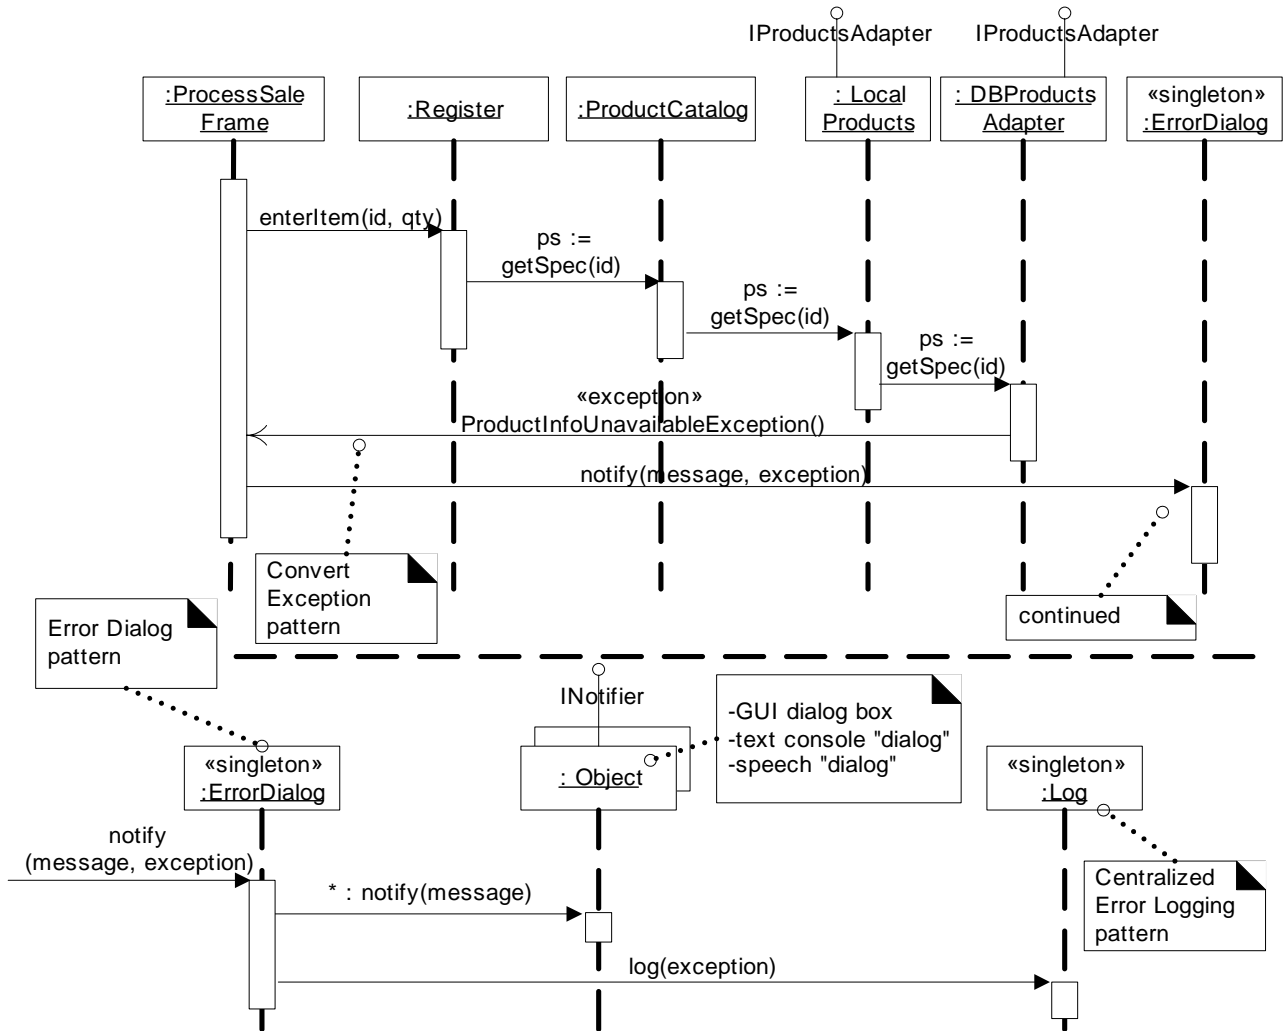 IProductsAdapter
IProductsAdapter
:ProcessSale
Frame
:Register
:ProductCatalog
: Local
Products
: DBProducts
Adapter
«singleton»
:ErrorDialog
enterItem(id, qty)
ps :=
getSpec(id)
ps :=
getSpec(id)
ps :=
getSpec(id)
«exception»
ProductInfoUnavailableException()
notify(message, exception)
Convert
Exception
pattern
continued
Error Dialog
pattern
INotifier
-GUI dialog box
-text console "dialog"
-speech "dialog"
«singleton»
:ErrorDialog
: Object
«singleton»
:Log
notify
(message, exception)
* : notify(message)
Centralized
Error Logging
pattern
log(exception)